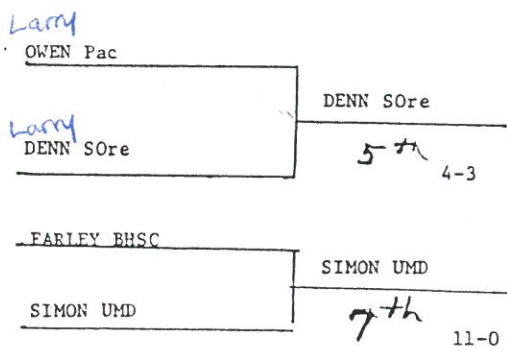 Larry
OWEN Pac
DENN SOre
Larry
DENN SOre
5th
4-3
FARLEY BHSC
SIMON UMD
SIMON UMD
7th
11-0